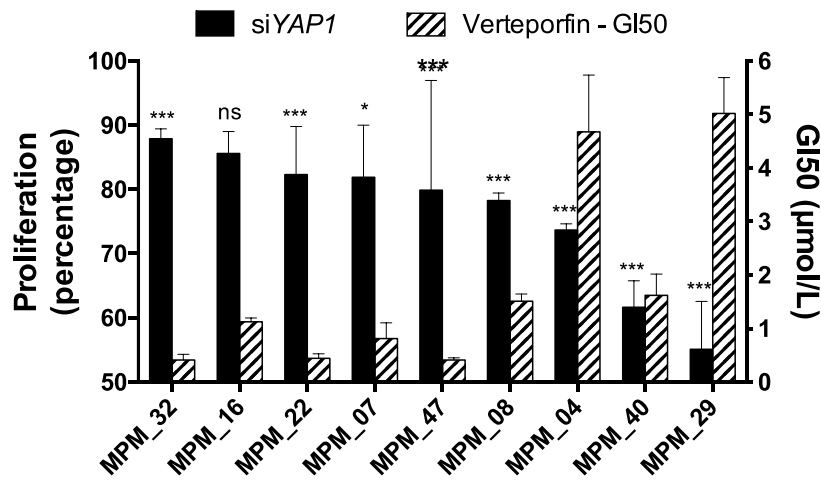 siYAP1 Verteporfin - GI50
Proliferation
(percentage)
100
90
80
70
60
50
***
ns
***
*
***
***
***
***
***
***
6
5
4
3
2
1
0
GI50 (μmol/L)
MPM_32
MPM_16
MPM_22
MPM_07
MPM_47
MPM_08
MPM_04
MPM_40
MPM_29